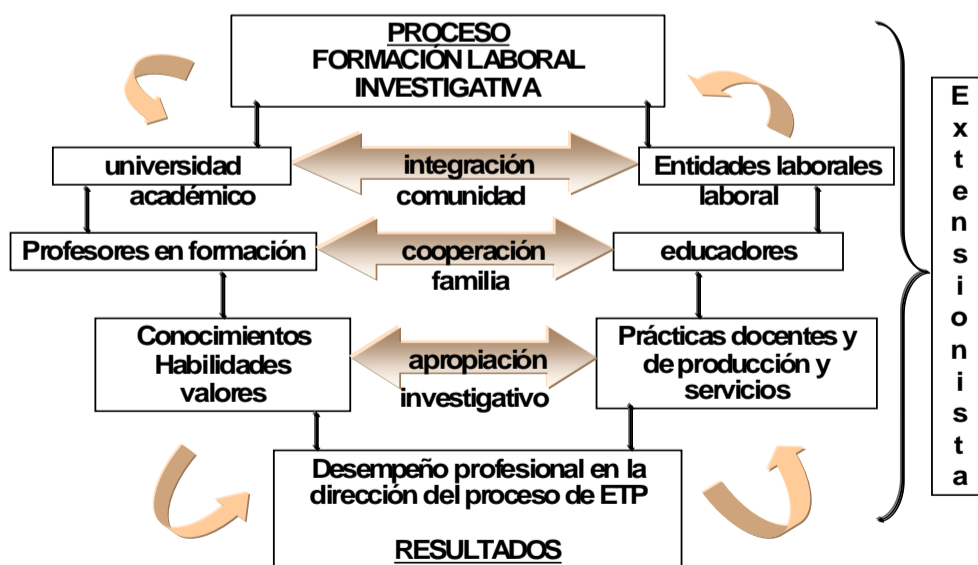 PROCESO
FORMACIÓN LABORAL
INVESTIGATIVA
universidad
académico
integración
comunidad
Entidades laborales
laboral
Profesores en formación
cooperación
familia
educadores
Conocimientos
Habilidades
valores
apropiación
investigativo
Prácticas docentes y
de producción y
servicios
Desempeño profesional en la
dirección del proceso de ETP
RESULTADOS
Extensionista